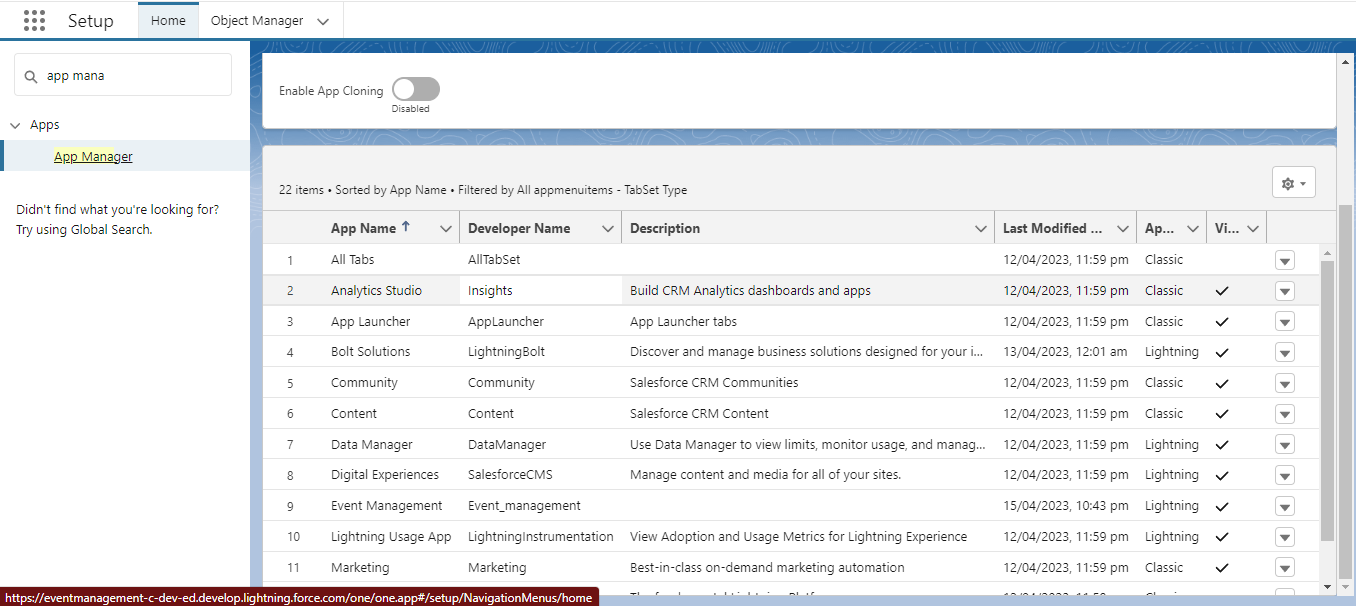 Setup Home Object Manager
app mana
Apps
App Manager
Didn't find what you're looking for?
Try using Global Search.
Enable App Cloning
Disabled
22 items • Sorted by App Name • Filtered by All appmenuitems - TabSet Type
App Name Developer Name Description Last Modified ... Ap... Vi...
1 All Tabs AllTabSet 12/04/2023, 11:59 pm Classic
2 Analytics Studio Insights Build CRM Analytics dashboards and apps 12/04/2023, 11:59 pm Classic
3 App Launcher AppLauncher App Launcher tabs 12/04/2023, 11:59 pm Classic
4 Bolt Solutions LightningBolt Discover and manage business solutions designed for your i... 13/04/2023, 12:01 am Lightning
5 Community Community Salesforce CRM Communities 12/04/2023, 11:59 pm Classic
6 Content Content Salesforce CRM Content 12/04/2023, 11:59 pm Classic
7 Data Manager DataManager Use Data Manager to view limits, monitor usage, and manag... 12/04/2023, 11:59 pm Lightning
8 Digital Experiences SalesforceCMS Manage content and media for all of your sites. 12/04/2023, 11:59 pm Lightning
9 Event Management Event_management 15/04/2023, 10:43 pm Lightning
10 Lightning Usage App LightningInstrumentation View Adoption and Usage Metrics for Lightning Experience 12/04/2023, 11:59 pm Lightning
11 Marketing Marketing Best-in-class on-demand marketing automation 12/04/2023, 11:59 pm Classic
https://eventmanagement-c-dev-ed.develop.lightning.force.com/one/one.app#/setup/NavigationMenus/home